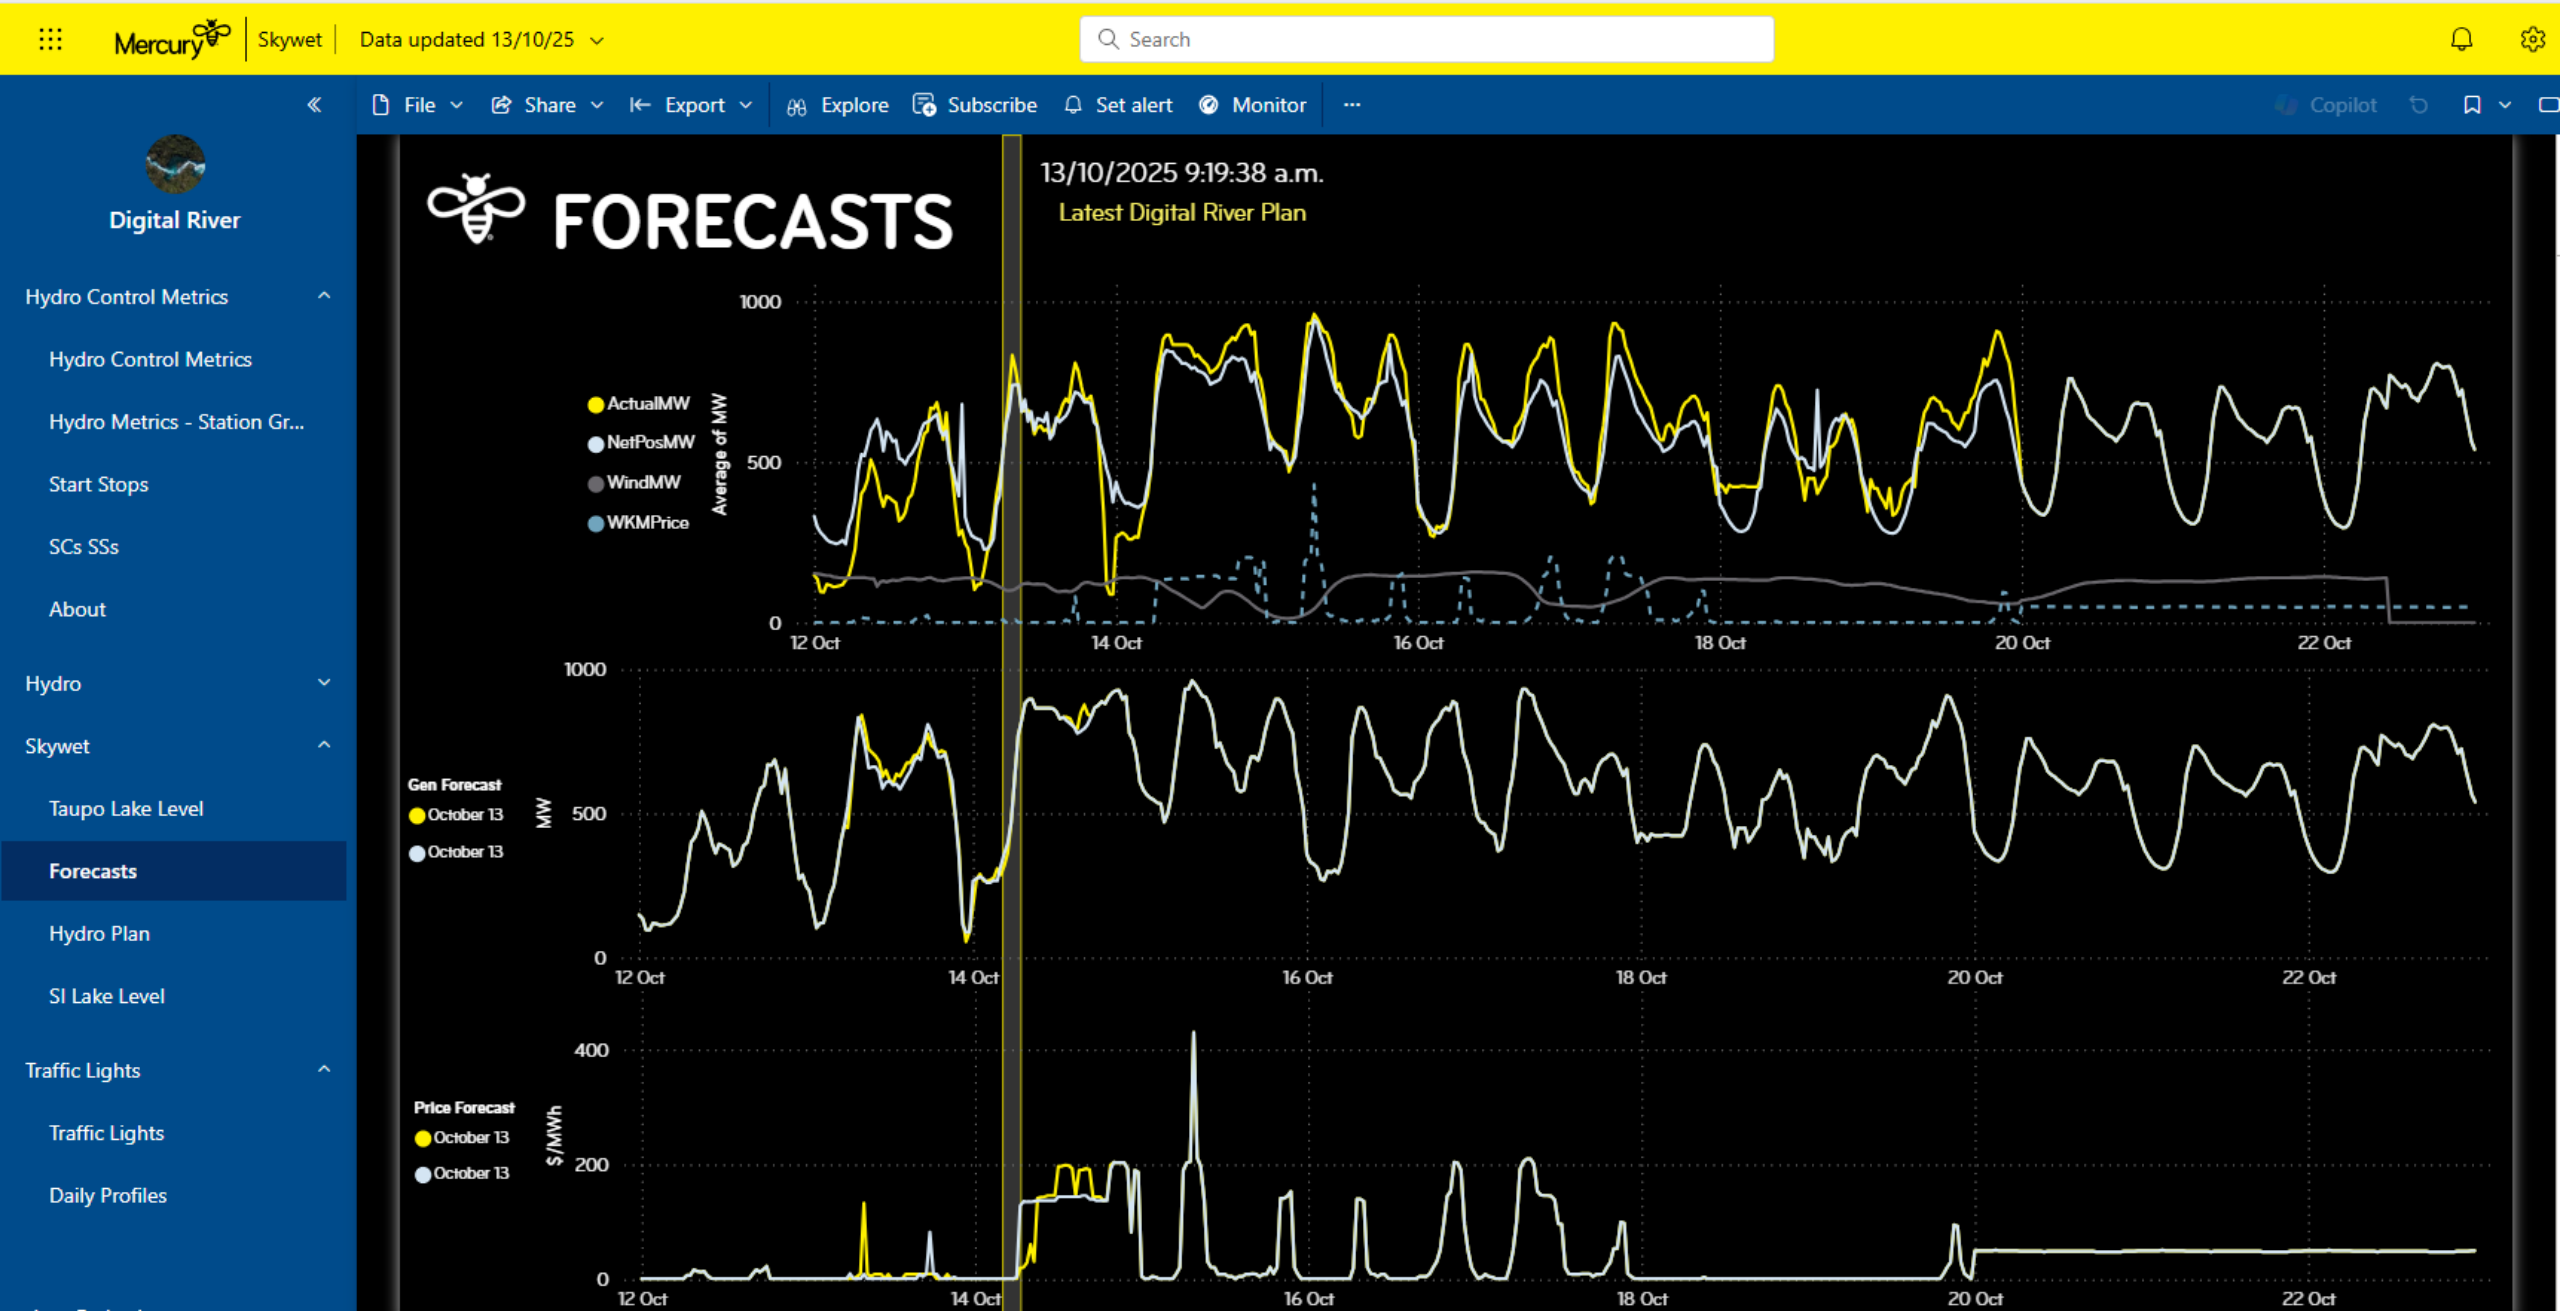 Mercury
Skywet
Data updated 13/10/25
Search
File
Share
Export
Explore
Subscribe
Set alert
Monitor
Copilot
Digital River
Hydro Control Metrics
Hydro Control Metrics
Hydro Metrics - Station Gr...
Start Stops
SCs SSs
About
Hydro
Skywet
Taupo Lake Level
Forecasts
Hydro Plan
SI Lake Level
Traffic Lights
Traffic Lights
Daily Profiles
FORECASTS
13/10/2025 9:19:38 a.m.
Latest Digital River Plan
ActualMW
NetPosMW
WindMW
WKMPrice
Average of MW
1000
500
0
12 Oct
14 Oct
16 Oct
18 Oct
20 Oct
22 Oct
Gen Forecast
October 13
October 13
MW
1000
500
0
12 Oct
14 Oct
16 Oct
18 Oct
20 Oct
22 Oct
Price Forecast
October 13
October 13
$/MWh
400
200
0
12 Oct
14 Oct
16 Oct
18 Oct
20 Oct
22 Oct